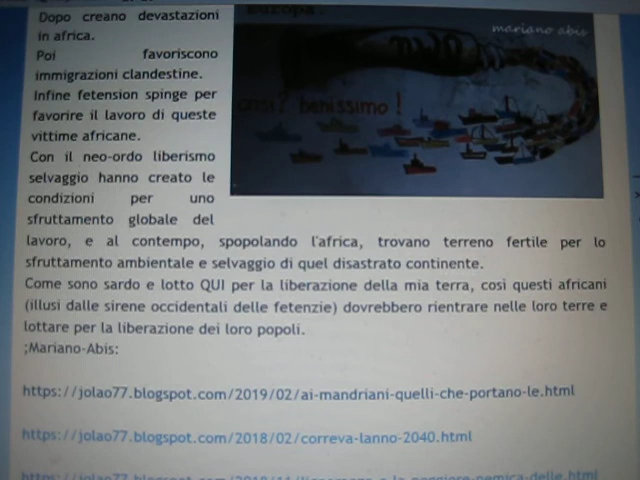 Europa.
Dopo creano devastazioni
in africa.
Poi favoriscono
immigrazioni clandestine.
Infine fetension spinge per
favorire il lavoro di queste
vittime africane.
Con il neo-ordo liberismo
selvaggio hanno creato le
condizioni per uno
sfruttamento globale del
mariano abis
così? benissimo!
lavoro, e al contempo, spopolando l'africa, trovano terreno fertile per lo
sfruttamento ambientale e selvaggio di quel disastrato continente.
Come sono sardo e lotto QUI per la liberazione della mia terra, così questi africani
(illusi dalle sirene occidentali delle fetenzie) dovrebbero rientrare nelle loro terre e
lottare per la liberazione dei loro popoli.
;Mariano-Abis:
https://jolao77.blogspot.com/2019/02/ai-mandriani-quelli-che-portano-le.html
https://jolao77.blogspot.com/2018/02/correva-lanno-2040.html